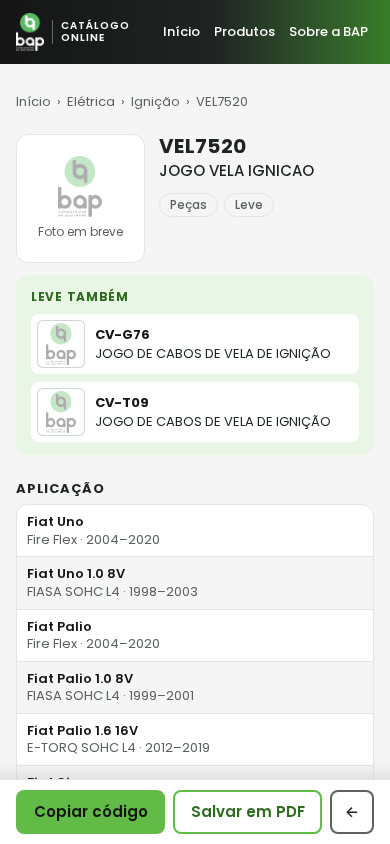 bap
CATÁLOGO
ONLINE
Início
Produtos
Sobre a BAP
Início › Elétrica › Ignição › VEL7520
bap
Foto em breve
VEL7520
JOGO VELA IGNICAO
Peças
Leve
LEVE TAMBÉM
bap
CV-G76
JOGO DE CABOS DE VELA DE IGNIÇÃO
bap
CV-T09
JOGO DE CABOS DE VELA DE IGNIÇÃO
APLICAÇÃO
Fiat Uno
Fire Flex · 2004–2020
Fiat Uno 1.0 8V
FIASA SOHC L4 · 1998–2003
Fiat Palio
Fire Flex · 2004–2020
Fiat Palio 1.0 8V
FIASA SOHC L4 · 1999–2001
Fiat Palio 1.6 16V
E-TORQ SOHC L4 · 2012–2019
Copiar código
Salvar em PDF
←